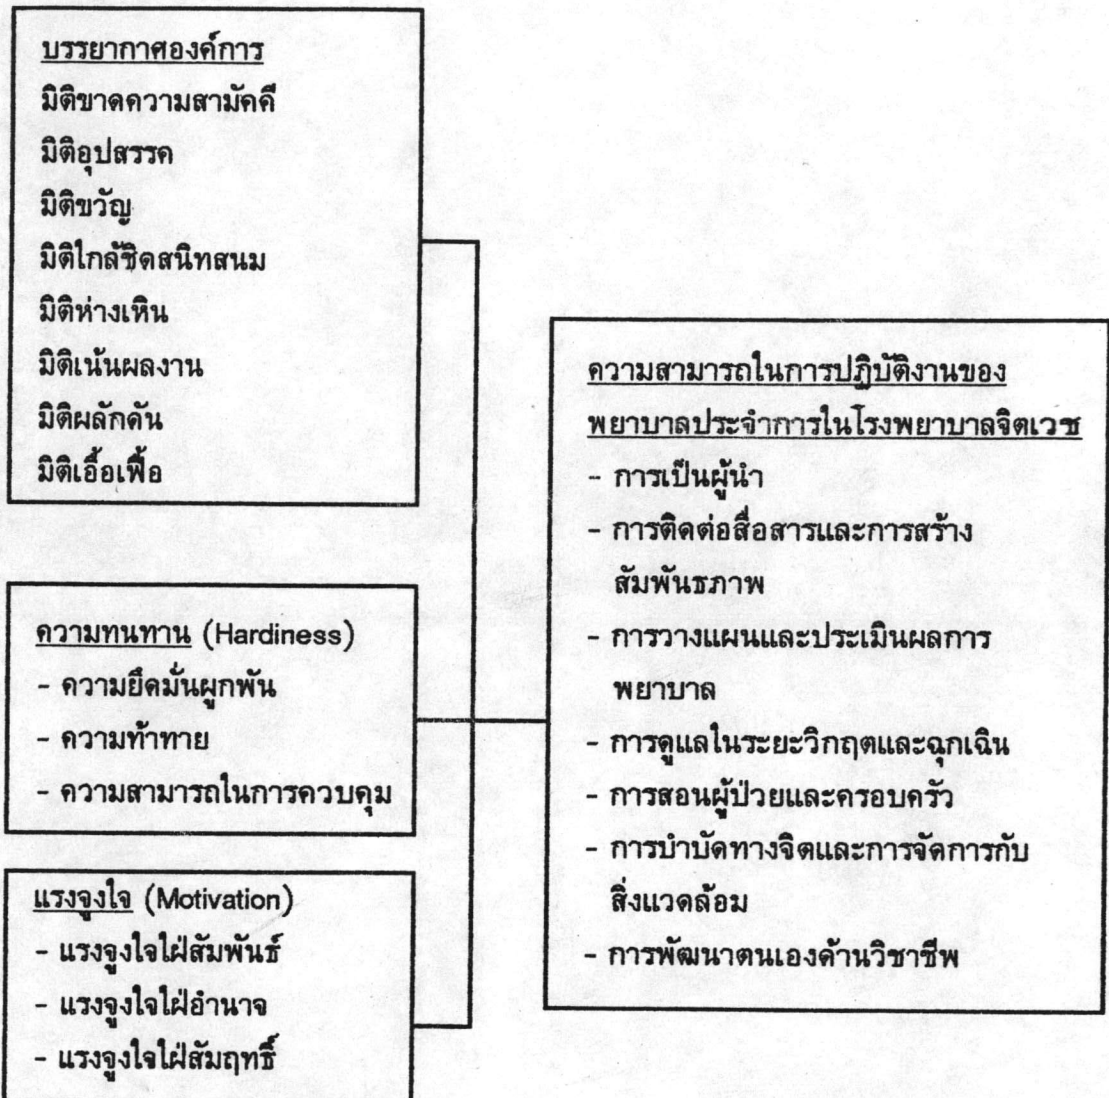 บรรยากาศองค์การ
มิติขาดความสามัคคี
มิติอุปสรรค
มิติขวัญ
มิติใกล้ชิดสนิทสนม
มิติห่างเหิน
มิติเน้นผลงาน
มิติผลักดัน
มิติเอื้อเฟื้อ
ความทนทาน (Hardiness)
- ความยึดมั่นผูกพัน
- ความท้าทาย
- ความสามารถในการควบคุม
แรงจูงใจ (Motivation)
- แรงจูงใจใฝ่สัมพันธ์
- แรงจูงใจใฝ่อำนาจ
- แรงจูงใจใฝ่สัมฤทธิ์
ความสามารถในการปฏิบัติงานของ
พยาบาลประจำการในโรงพยาบาลจิตเวช
- การเป็นผู้นำ
- การติดต่อสื่อสารและการสร้าง
สัมพันธภาพ
- การวางแผนและประเมินผลการ
พยาบาล
- การดูแลในระยะวิกฤตและฉุกเฉิน
- การสอนผู้ป่วยและครอบครัว
- การบำบัดทางจิตและการจัดการกับ
สิ่งแวดล้อม
- การพัฒนาตนเองด้านวิชาชีพ